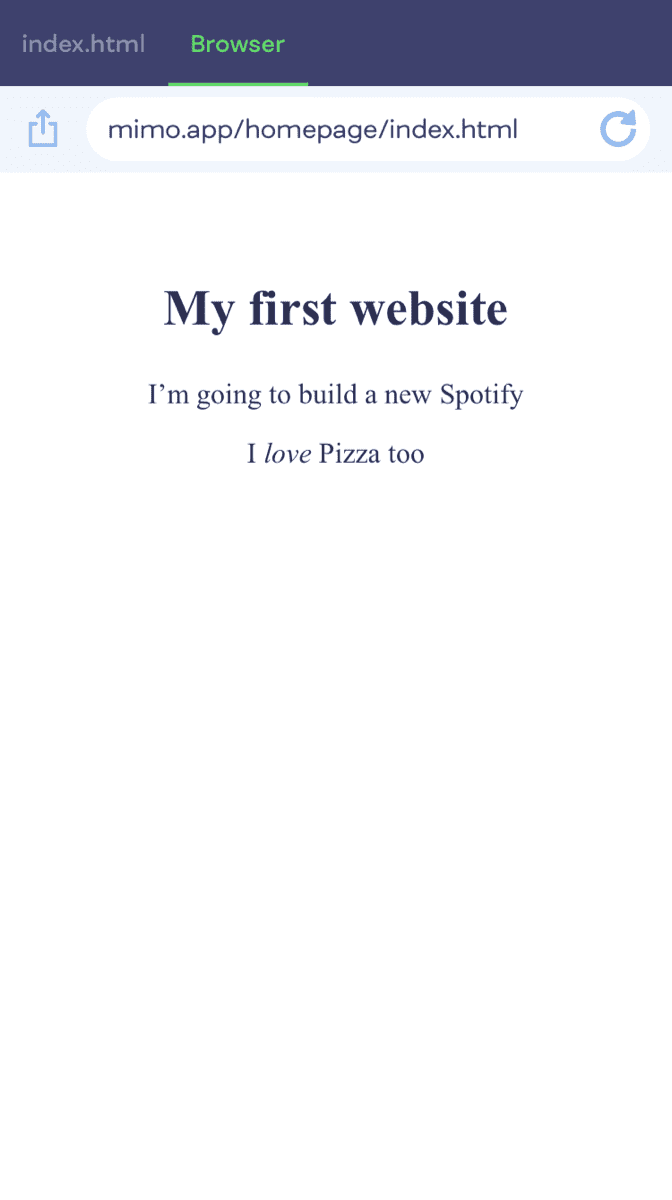 index.html Browser
mimo.app/homepage/index.html
My first website
I’m going to build a new Spotify
I love Pizza too